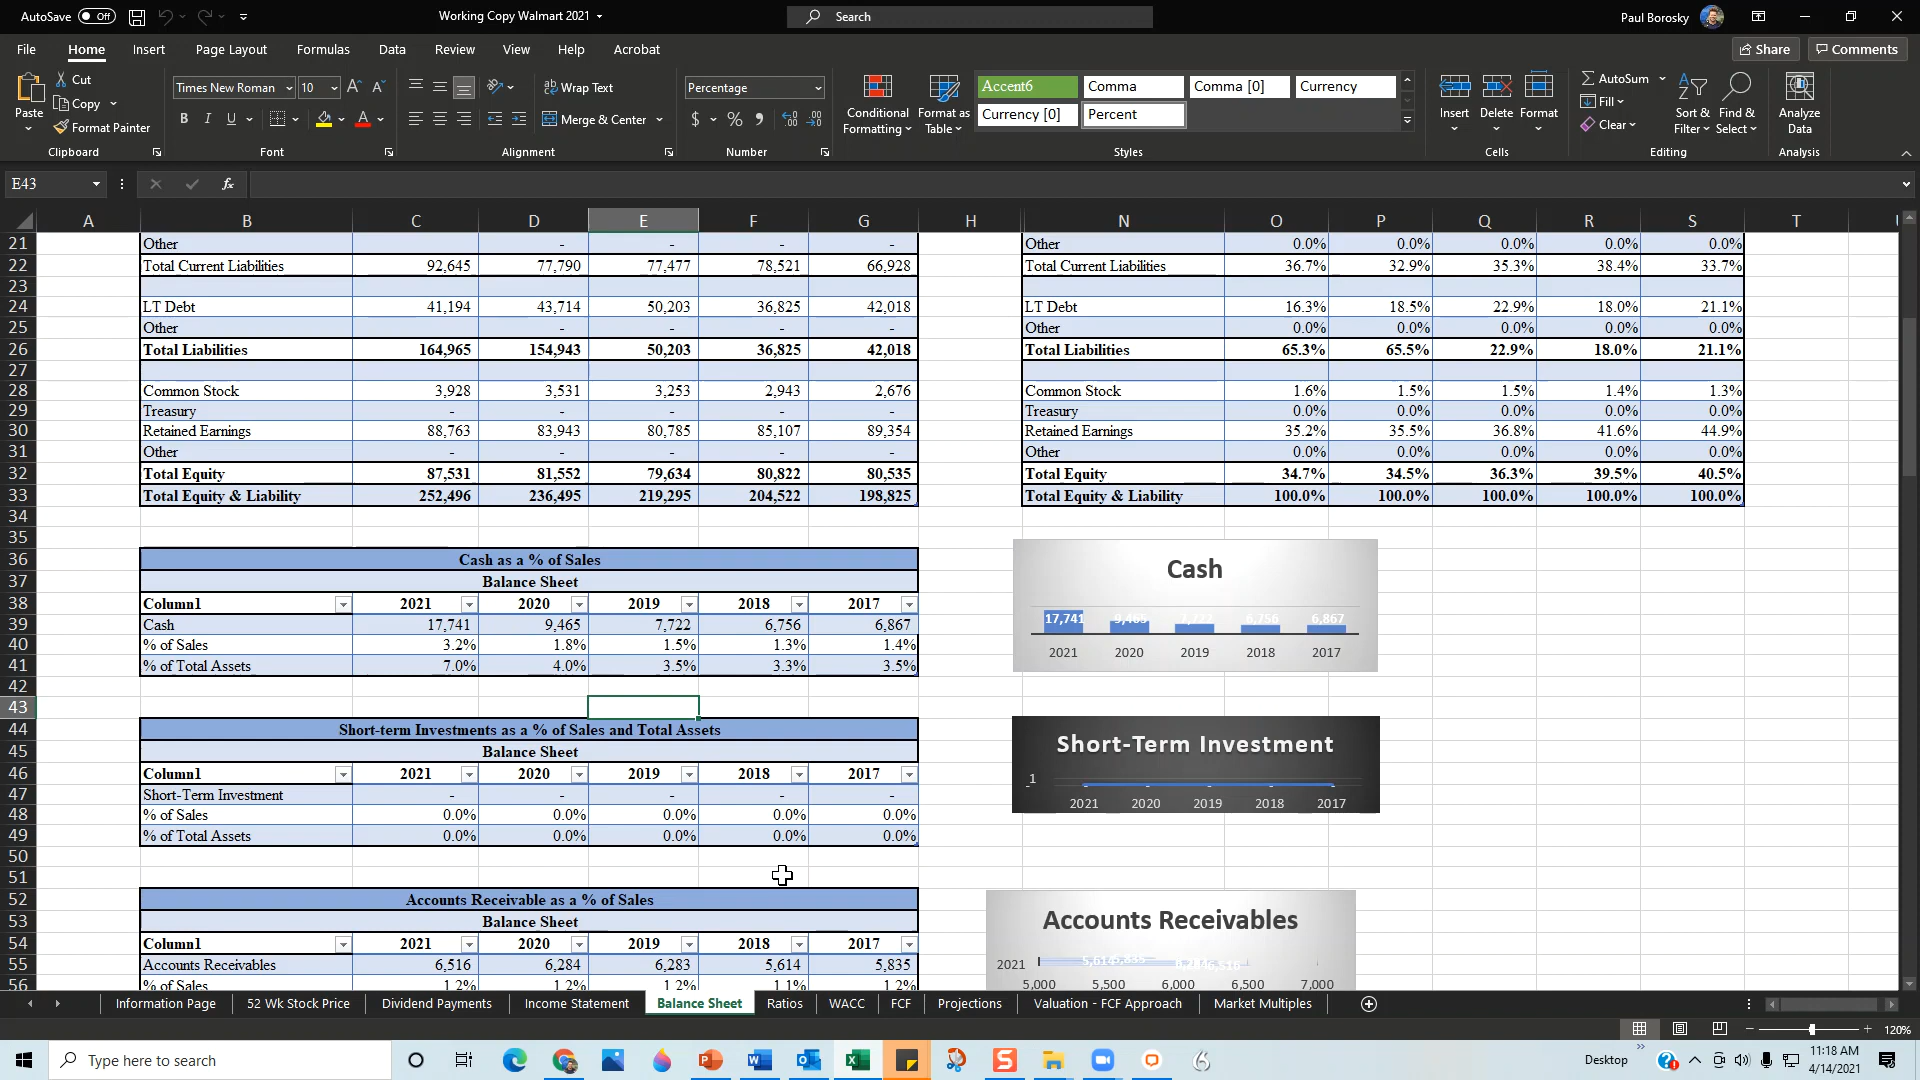 AutoSave Off Working Copy Walmart 2021 Search Paul Borosky
File Home Insert Page Layout Formulas Data Review View Help Acrobat Share Comments
Paste Cut Copy Format Painter Clipboard
Times New Roman 10 B I U Font
Wrap Text Merge & Center Alignment
Percentage $ % Number
Conditional Formatting Format as Table Accent6 Comma Comma [0] Currency Currency [0] Percent Styles
Insert Delete Format Cells
AutoSum Fill Clear Sort & Filter Find & Select Editing
Analyze Data Analysis
E43 fx
A B C D E F G H N O P Q R S T
21 Other - - - - Other 0.0% 0.0% 0.0% 0.0% 0.0%
22 Total Current Liabilities 92,645 77,790 77,477 78,521 66,928 Total Current Liabilities 36.7% 32.9% 35.3% 38.4% 33.7%
23
24 LT Debt 41,194 43,714 50,203 36,825 42,018 LT Debt 16.3% 18.5% 22.9% 18.0% 21.1%
25 Other - - - - Other 0.0% 0.0% 0.0% 0.0% 0.0%
26 Total Liabilities 164,965 154,943 50,203 36,825 42,018 Total Liabilities 65.3% 65.5% 22.9% 18.0% 21.1%
27
28 Common Stock 3,928 3,531 3,253 2,943 2,676 Common Stock 1.6% 1.5% 1.5% 1.4% 1.3%
29 Treasury - - - - - Treasury 0.0% 0.0% 0.0% 0.0% 0.0%
30 Retained Earnings 88,763 83,943 80,785 85,107 89,354 Retained Earnings 35.2% 35.5% 36.8% 41.6% 44.9%
31 Other - - - - - Other 0.0% 0.0% 0.0% 0.0% 0.0%
32 Total Equity 87,531 81,552 79,634 80,822 80,535 Total Equity 34.7% 34.5% 36.3% 39.5% 40.5%
33 Total Equity & Liability 252,496 236,495 219,295 204,522 198,825 Total Equity & Liability 100.0% 100.0% 100.0% 100.0% 100.0%
34
35
36 Cash as a % of Sales
37 Balance Sheet
38 Column1 2021 2020 2019 2018 2017
39 Cash 17,741 9,465 7,722 6,756 6,867
40 % of Sales 3.2% 1.8% 1.5% 1.3% 1.4%
41 % of Total Assets 7.0% 4.0% 3.5% 3.3% 3.5%
42
Cash
17,741 9,465 7,722 6,756 6,867
2021 2020 2019 2018 2017
43
44 Short-term Investments as a % of Sales and Total Assets
45 Balance Sheet
46 Column1 2021 2020 2019 2018 2017
47 Short-Term Investment - - - - -
48 % of Sales 0.0% 0.0% 0.0% 0.0% 0.0%
49 % of Total Assets 0.0% 0.0% 0.0% 0.0% 0.0%
50
51
Short-Term Investment
1
- - - - - -
2021 2020 2019 2018 2017
52 Accounts Receivable as a % of Sales
53 Balance Sheet
54 Column1 2021 2020 2019 2018 2017
55 Accounts Receivables 6,516 6,284 6,283 5,614 5,835
56 % of Sales 1.2% 1.2% 1.2% 1.1% 1.2%
Accounts Receivables
2021
5,000 5,500 6,000 6,500 7,000
Information Page 52 Wk Stock Price Dividend Payments Income Statement Balance Sheet Ratios WACC FCF Projections Valuation - FCF Approach Market Multiples
120%
Type here to search Desktop 11:18 AM
4/14/2021